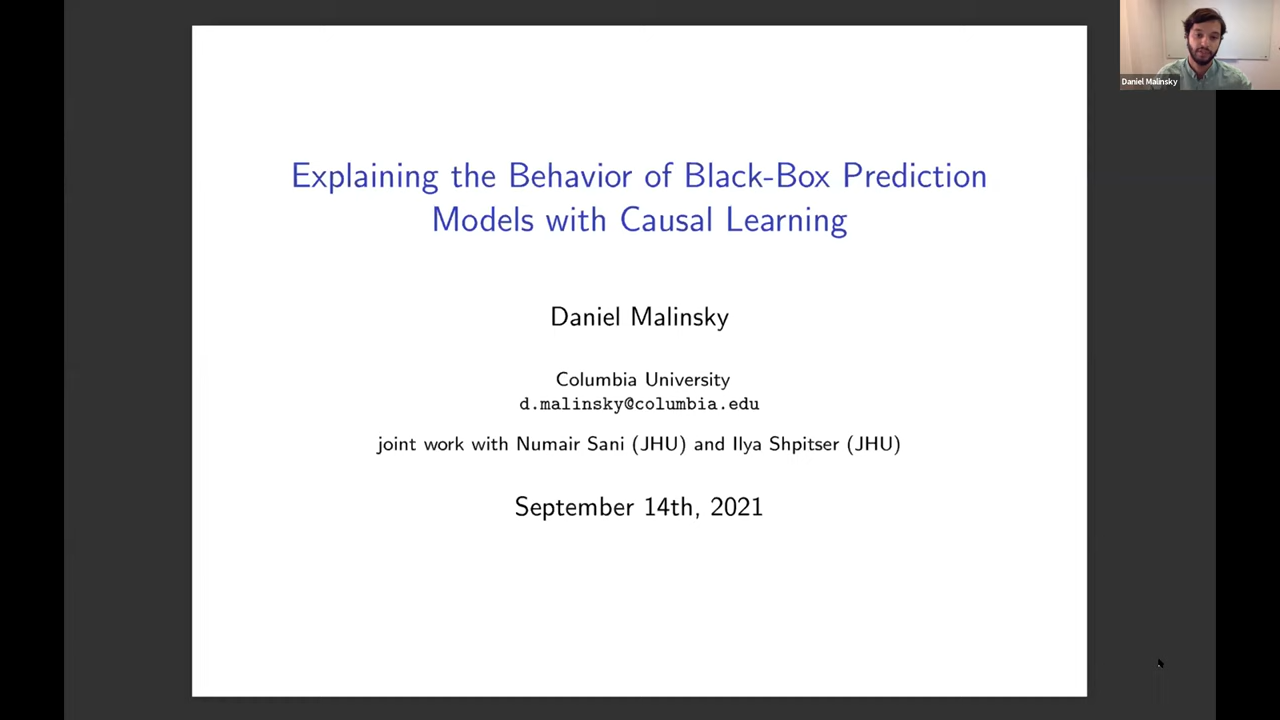 Explaining the Behavior of Black-Box Prediction
Models with Causal Learning
Daniel Malinsky
Columbia University
d.malinsky@columbia.edu
joint work with Numair Sani (JHU) and Ilya Shpitser (JHU)
September 14th, 2021
Daniel Malinsky